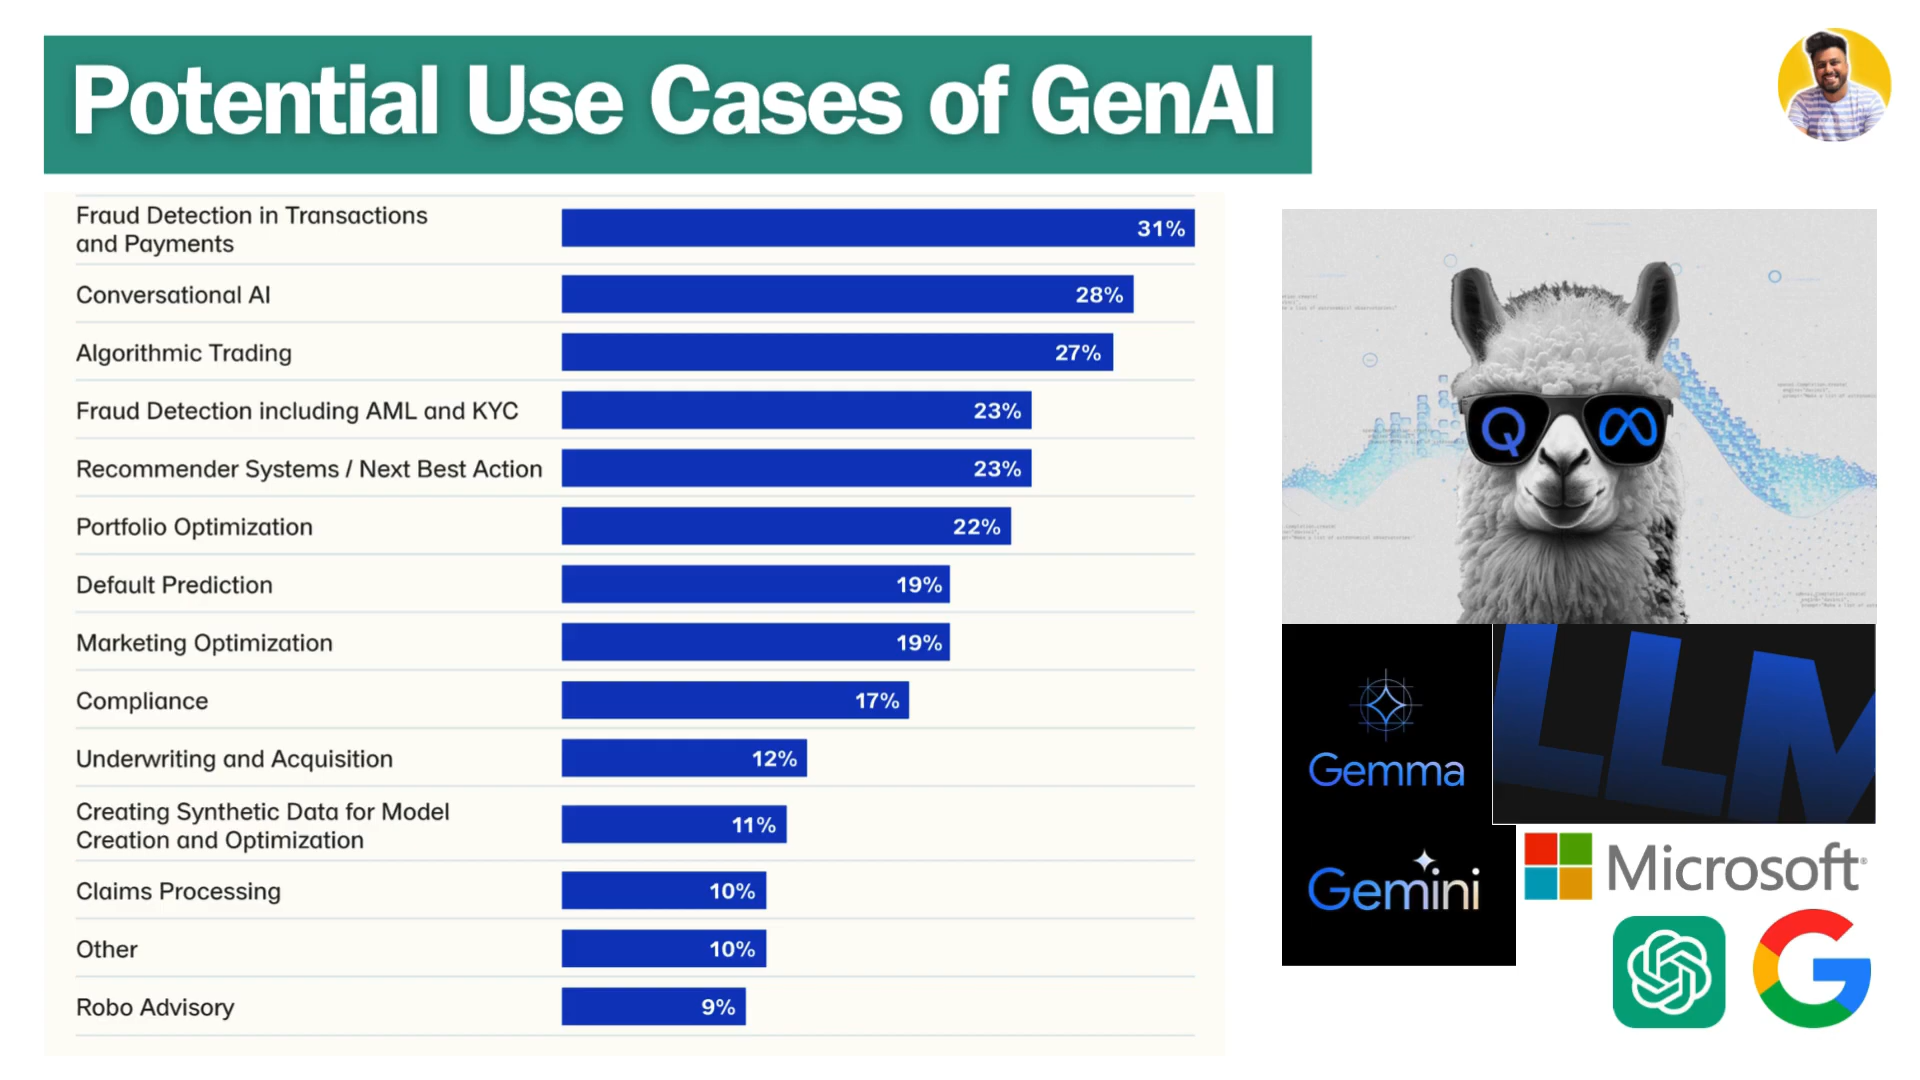 Potential Use Cases of GenAI
Fraud Detection in Transactions
and Payments
31%
Conversational AI
28%
Algorithmic Trading
27%
Fraud Detection including AML and KYC
23%
Recommender Systems / Next Best Action
23%
Portfolio Optimization
22%
Default Prediction
19%
Marketing Optimization
19%
Compliance
17%
Underwriting and Acquisition
12%
Creating Synthetic Data for Model
Creation and Optimization
11%
Claims Processing
10%
Other
10%
Robo Advisory
9%
Q
Gemma
LLM
Gemini
Microsoft
G